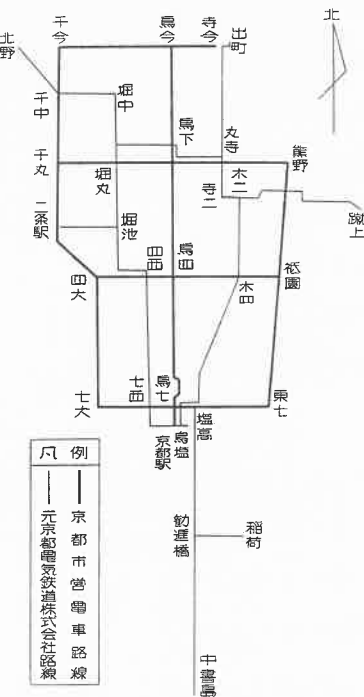 北
北野
千今
烏今
寺今
出町
千中
堀中
烏下
丸寺
熊野
千丸
堀丸
木二
寺二
蹴上
二条駅
堀池
四西
烏四
祇園
四大
木四
七大
七西
烏七
東七
京都駅
烏塩
塩高
勧進橋
稲荷
中書島
凡例
京都市営電車路線
元京都電気鉄道株式会社路線